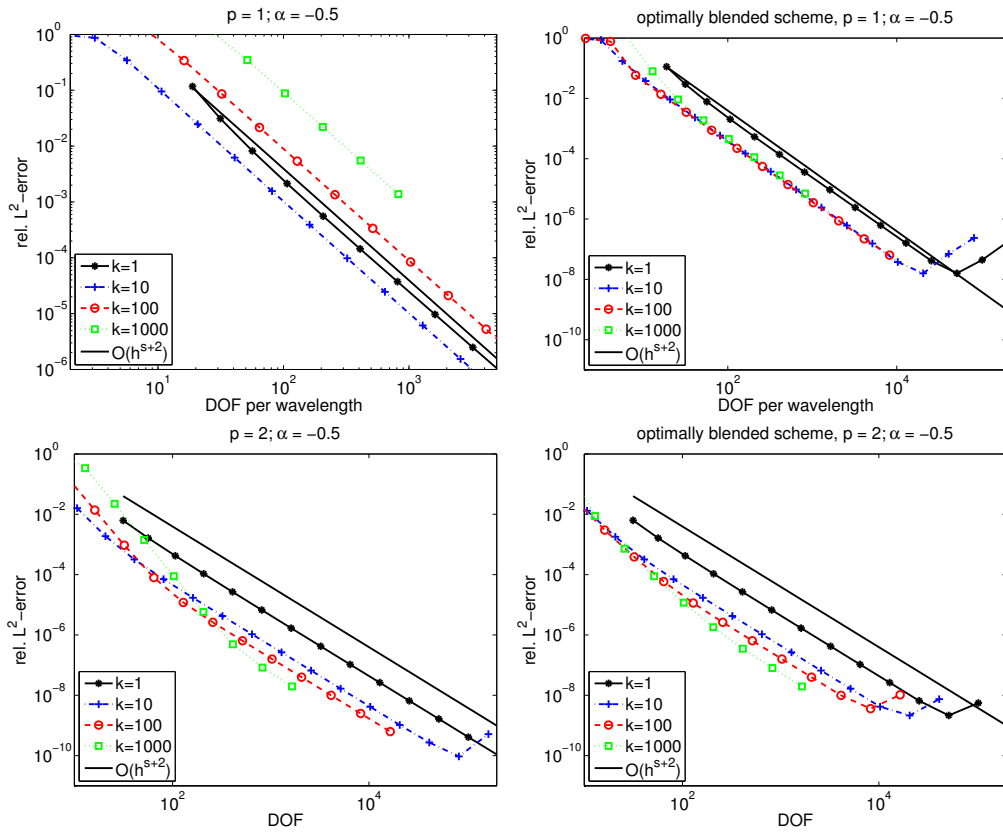 p = 1; α = −0.5
10^0
10^−1
10^−2
10^−3
10^−4
10^−5
10^−6
rel. L^2−error
k=1
k=10
k=100
k=1000
O(h^{s+2})
10^1
10^2
10^3
DOF per wavelength
optimally blended scheme, p = 1; α = −0.5
10^0
10^−2
10^−4
10^−6
10^−8
10^−10
rel. L^2−error
k=1
k=10
k=100
k=1000
O(h^{s+2})
10^2
10^4
DOF per wavelength
p = 2; α = −0.5
10^0
10^−2
10^−4
10^−6
10^−8
10^−10
rel. L^2−error
k=1
k=10
k=100
k=1000
O(h^{s+2})
10^2
10^4
DOF
optimally blended scheme, p = 2; α = −0.5
10^0
10^−2
10^−4
10^−6
10^−8
10^−10
rel. L^2−error
k=1
k=10
k=100
k=1000
O(h^{s+2})
10^2
10^4
DOF